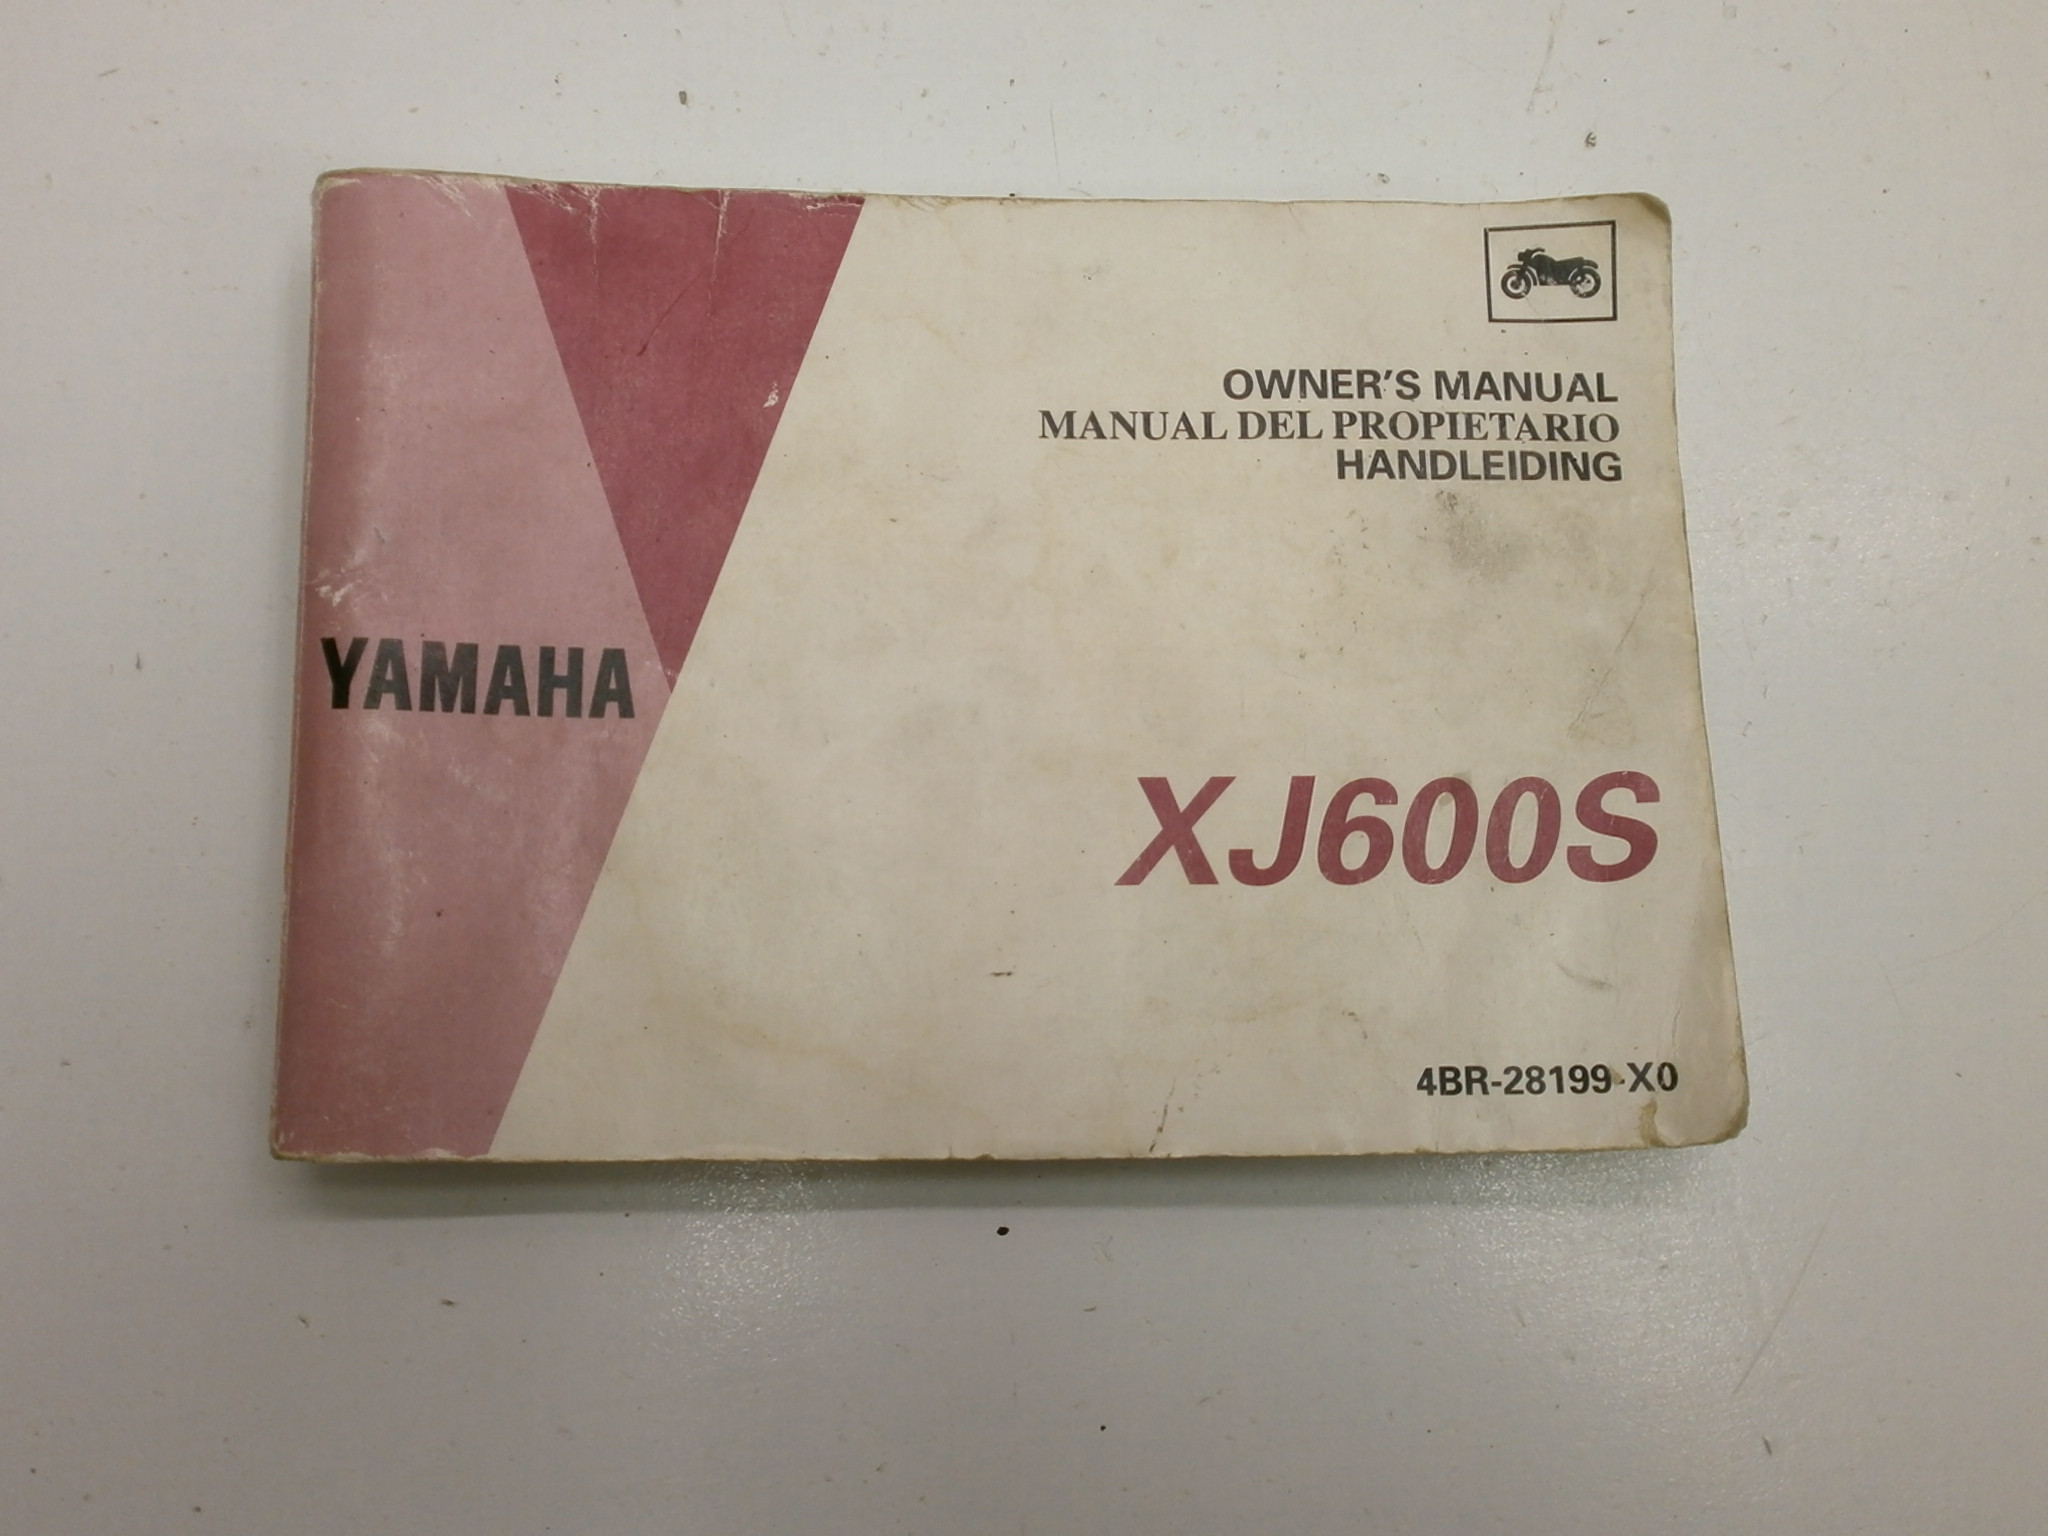 OWNER'S MANUAL
MANUAL DEL PROPIETARIO
HANDLEIDING
YAMAHA
XJ600S
4BR-28199-X0